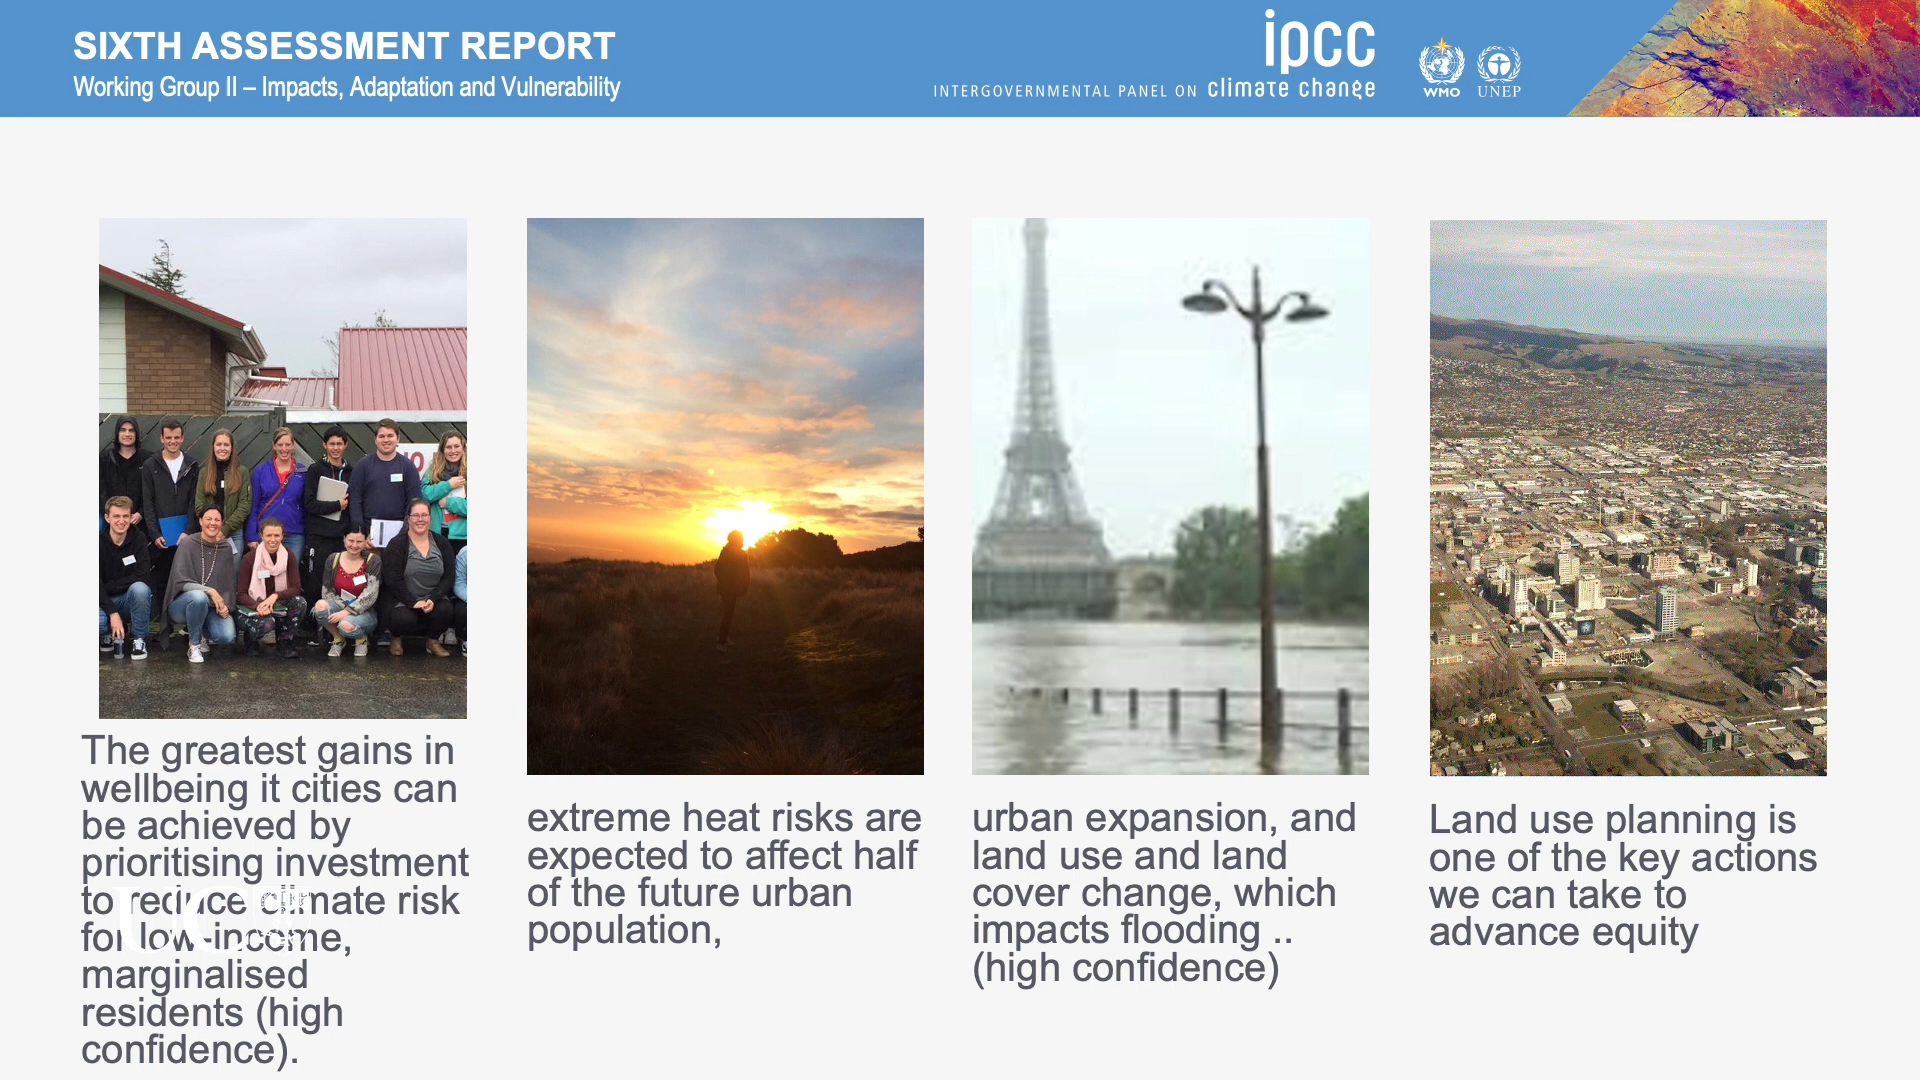 SIXTH ASSESSMENT REPORT
Working Group II – Impacts, Adaptation and Vulnerability
ipcc
INTERGOVERNMENTAL PANEL ON climate change
WMO
UNEP
The greatest gains in
wellbeing it cities can
be achieved by
prioritising investment
to reduce climate risk
for low-income,
marginalised
residents (high
confidence).
UC
extreme heat risks are
expected to affect half
of the future urban
population,
urban expansion, and
land use and land
cover change, which
impacts flooding ..
(high confidence)
Land use planning is
one of the key actions
we can take to
advance equity